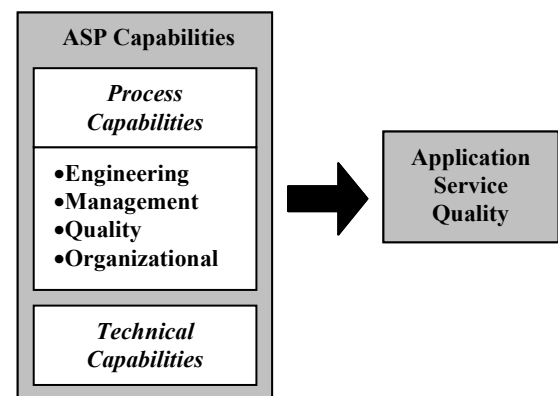 ASP Capabilities
Process
Capabilities
•Engineering
•Management
•Quality
•Organizational
Technical
Capabilities
Application
Service
Quality